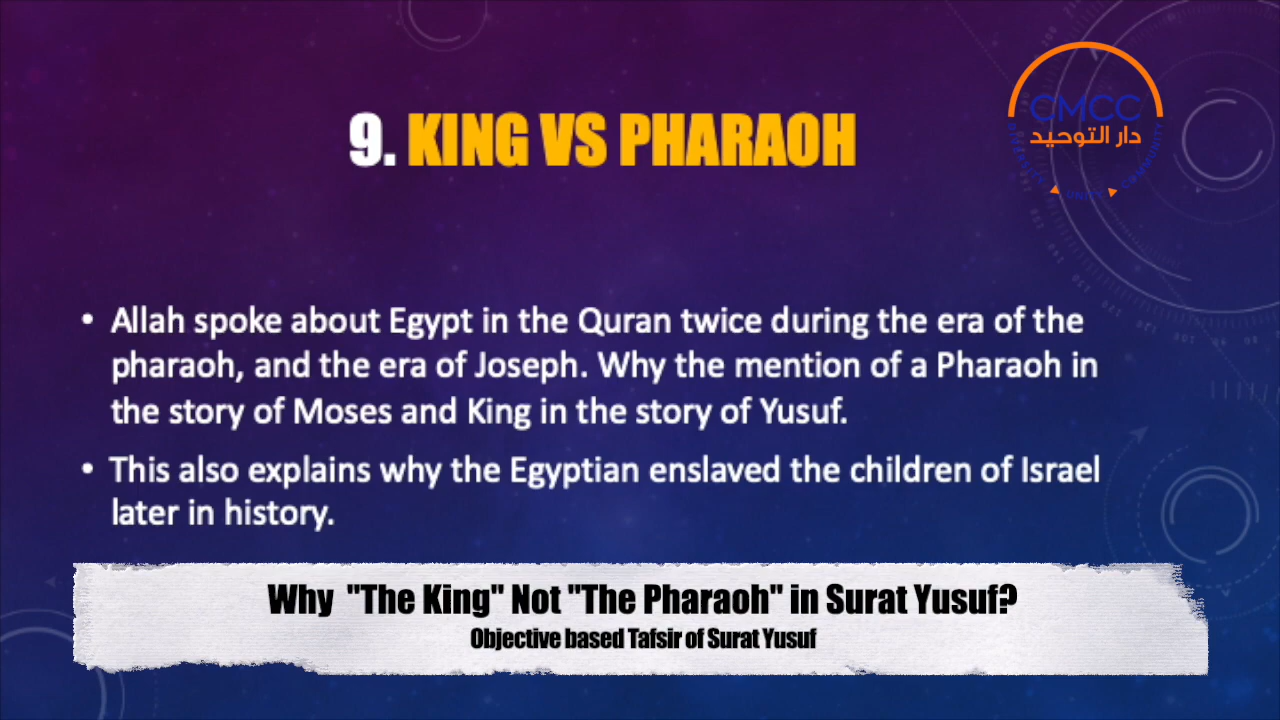 CMCC
دار التوحيد
UNITY COMMUNITY
9. KING VS PHARAOH
• Allah spoke about Egypt in the Quran twice during the era of the
pharaoh, and the era of Joseph. Why the mention of a Pharaoh in
the story of Moses and King in the story of Yusuf.
• This also explains why the Egyptian enslaved the children of Israel
later in history.
Why "The King" Not "The Pharaoh" in Surat Yusuf?
Objective based Tafsir of Surat Yusuf